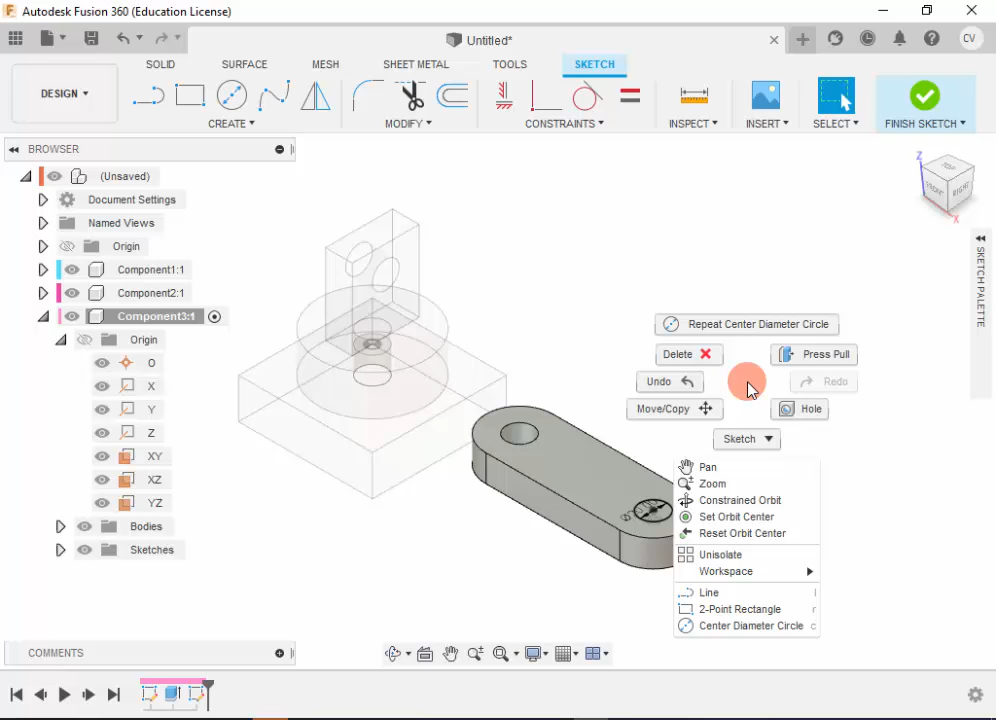 Autodesk Fusion 360 (Education License)
Untitled*
CV
DESIGN
SOLID SURFACE MESH SHEET METAL TOOLS SKETCH
CREATE MODIFY CONSTRAINTS INSPECT INSERT SELECT FINISH SKETCH
BROWSER
(Unsaved)
Document Settings
Named Views
Origin
Component1:1
Component2:1
Component3:1
Origin
O
X
Y
Z
XY
XZ
YZ
Bodies
Sketches
Z
TOP
FRONT
RIGHT
X
SKETCH PALETTE
Repeat Center Diameter Circle
Delete
Press Pull
Undo
Redo
Move/Copy
Hole
Sketch
Pan
Zoom
Constrained Orbit
Set Orbit Center
Reset Orbit Center
Unisolate
Workspace
Line l
2-Point Rectangle r
Center Diameter Circle c
COMMENTS